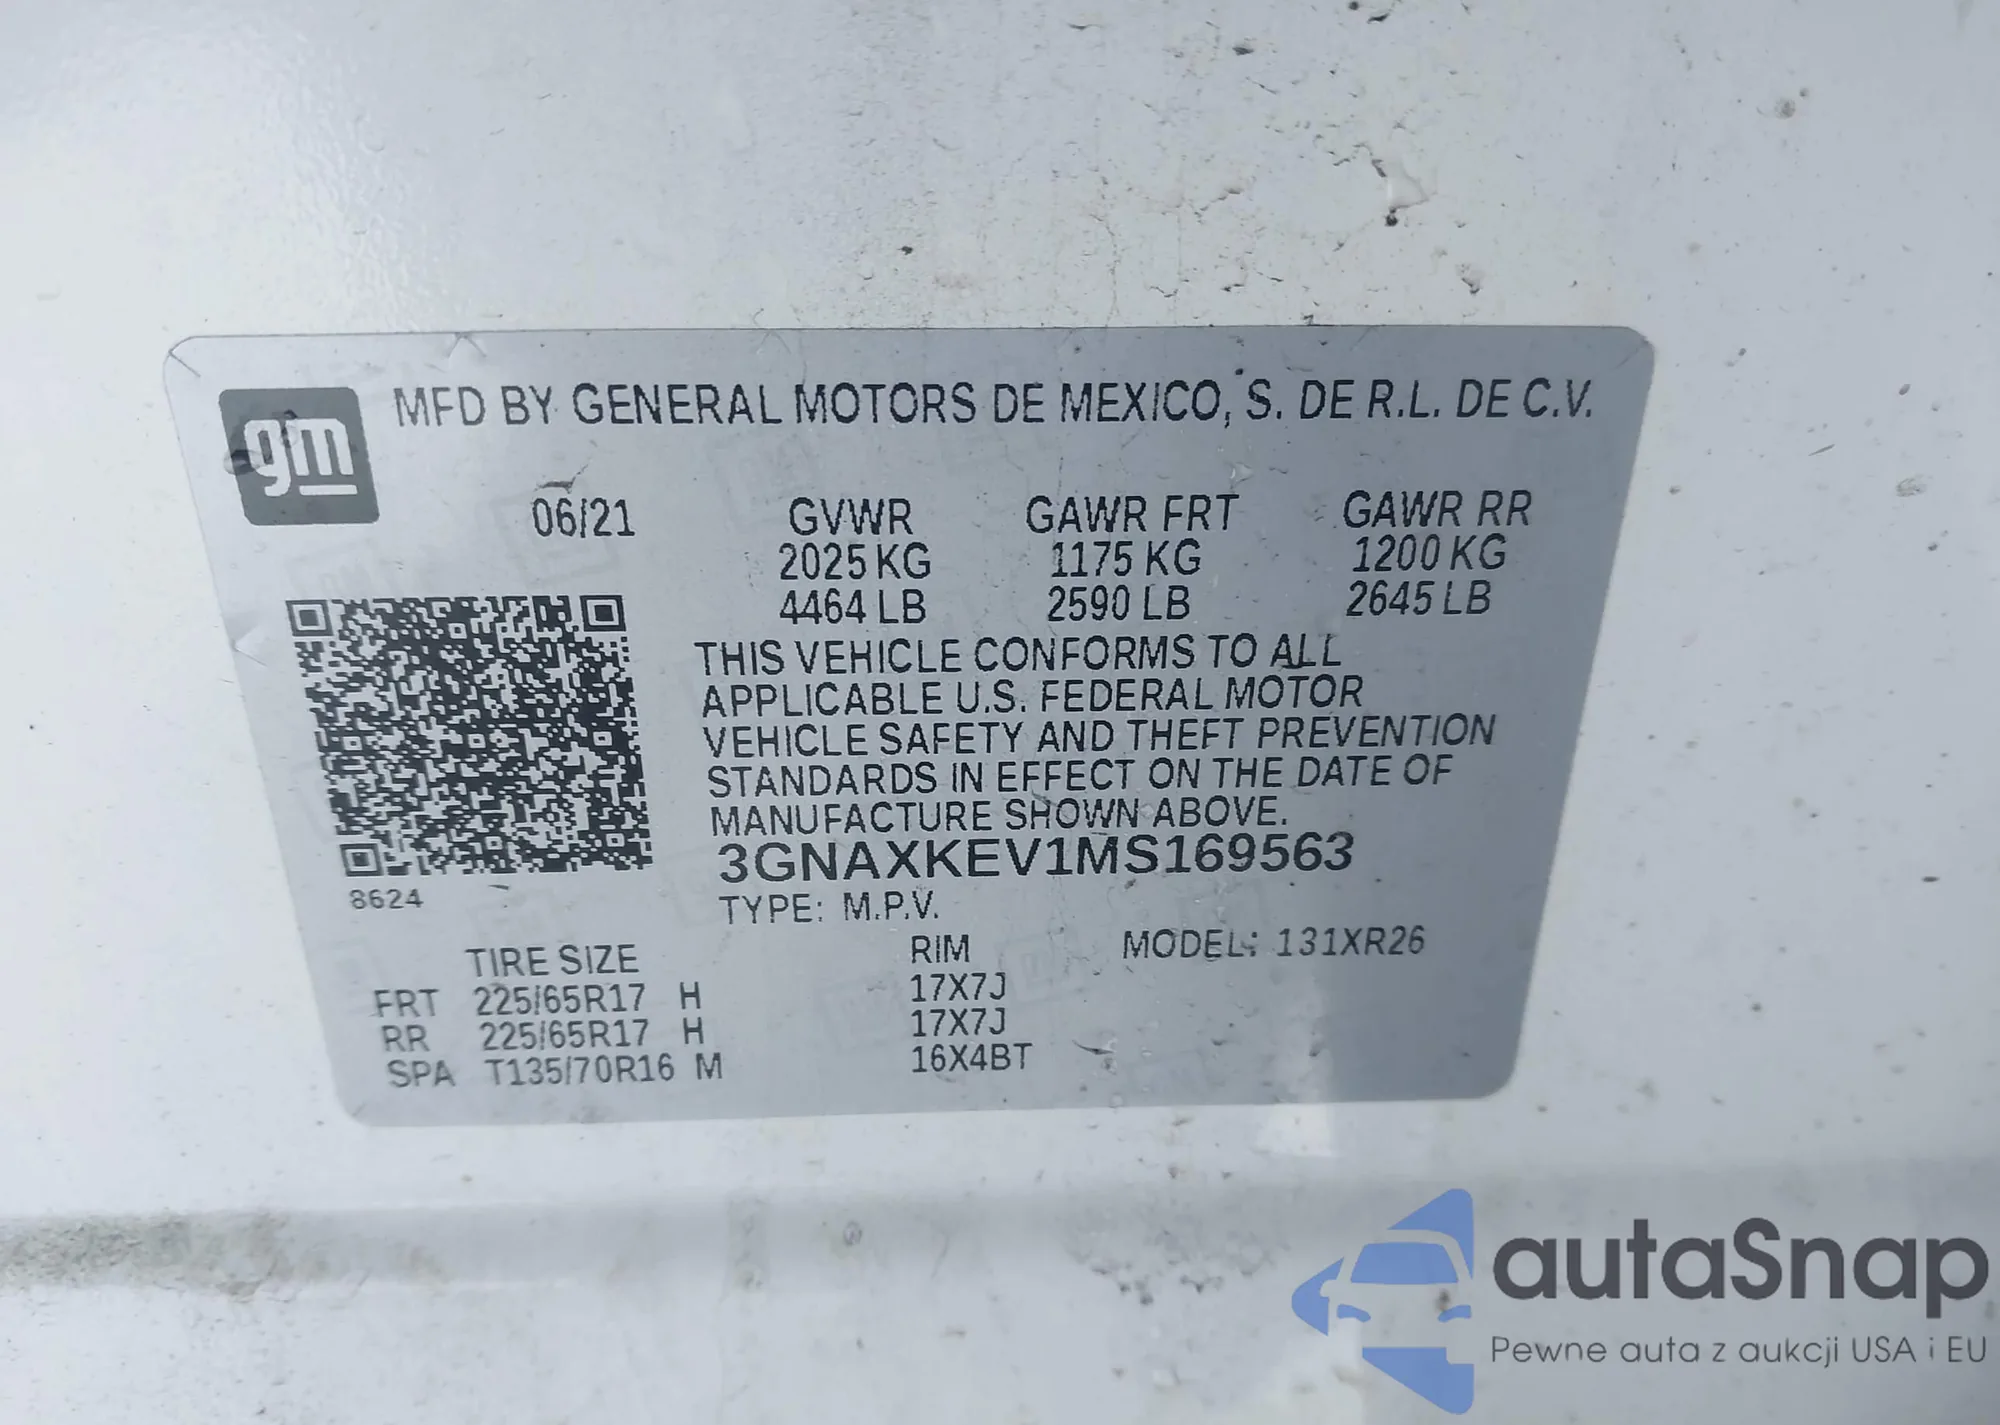 gm
MFD BY GENERAL MOTORS DE MEXICO, S. DE R.L. DE C.V.
06/21 GVWR GAWR FRT GAWR RR
2025 KG 1175 KG 1200 KG
4464 LB 2590 LB 2645 LB
THIS VEHICLE CONFORMS TO ALL
APPLICABLE U.S. FEDERAL MOTOR
VEHICLE SAFETY AND THEFT PREVENTION
STANDARDS IN EFFECT ON THE DATE OF
MANUFACTURE SHOWN ABOVE.
3GNAXKEV1MS169563
8624
TYPE: M.P.V.
TIRE SIZE RIM MODEL: 131XR26
FRT 225/65R17 H 17X7J
RR 225/65R17 H 17X7J
SPA T135/70R16 M 16X4BT
autaSnap
Pewne auta z aukcji USA i EU